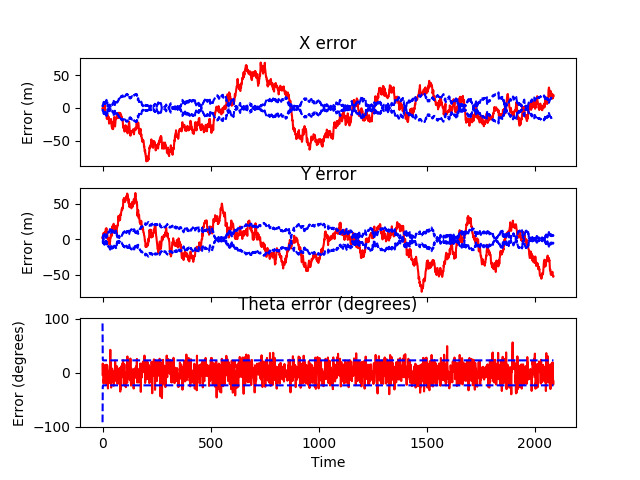 X error
Error (m)
50
0
−50
Y error
Error (m)
50
0
−50
Theta error (degrees)
Error (degrees)
100
0
−100
0 500 1000 1500 2000
Time